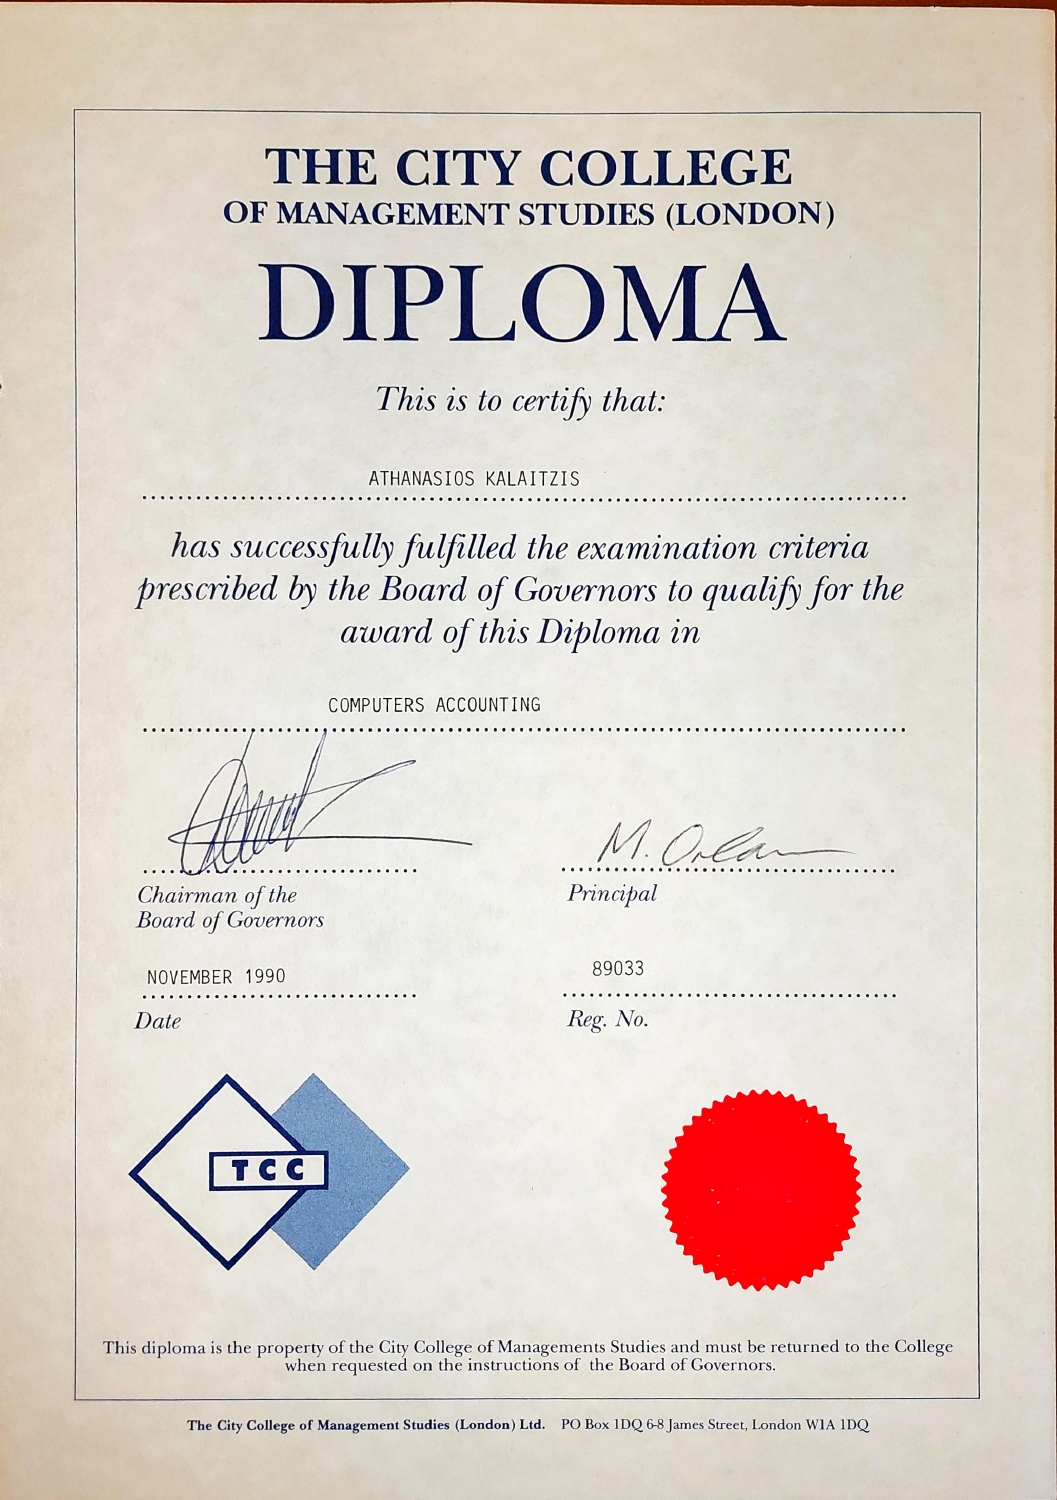 THE CITY COLLEGE
OF MANAGEMENT STUDIES (LONDON)
DIPLOMA
This is to certify that:
ATHANASIOS KALAITZIS
has successfully fulfilled the examination criteria
prescribed by the Board of Governors to qualify for the
award of this Diploma in
COMPUTERS ACCOUNTING
M.
Chairman of the
Board of Governors
Principal
NOVEMBER 1990
89033
Date
Reg. No.
TCC
This diploma is the property of the City College of Managements Studies and must be returned to the College
when requested on the instructions of the Board of Governors.
The City College of Management Studies (London) Ltd. PO Box 1DQ 6-8 James Street, London W1A 1DQ